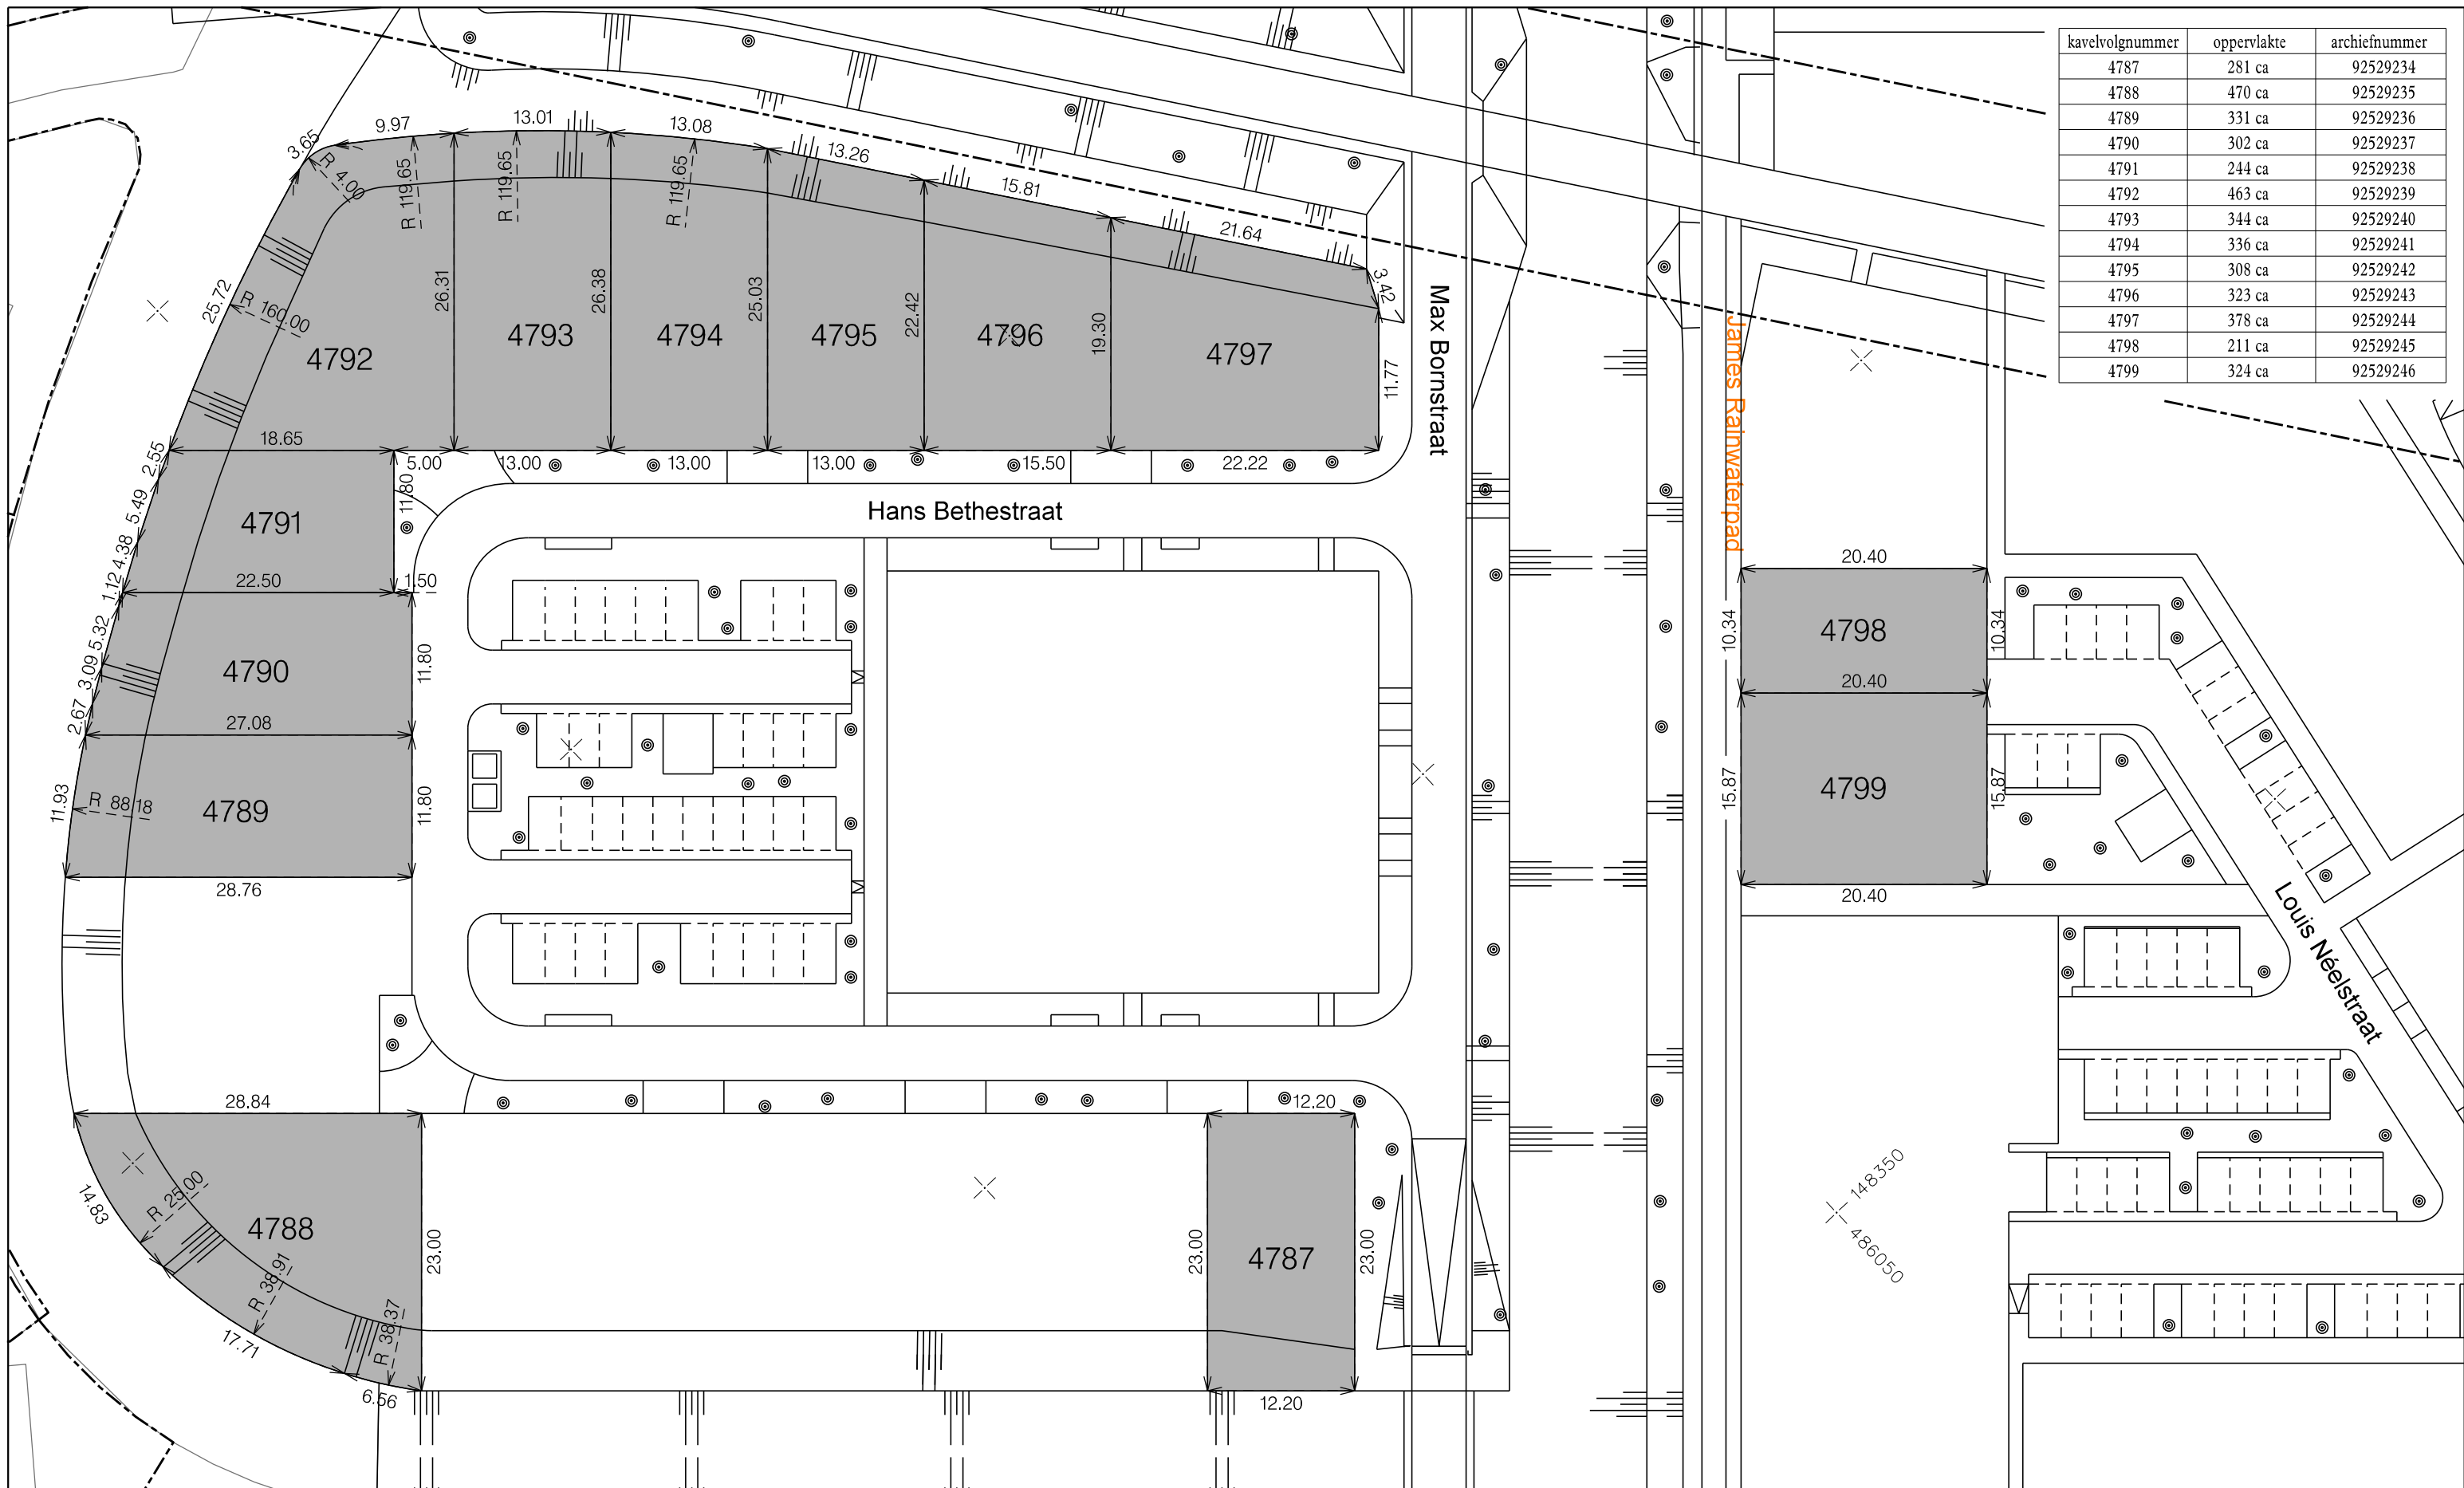 kavelvolgnummer oppervlakte archiefnummer
4787 281 ca 92529234
4788 470 ca 92529235
4789 331 ca 92529236
4790 302 ca 92529237
4791 244 ca 92529238
4792 463 ca 92529239
4793 344 ca 92529240
4794 336 ca 92529241
4795 308 ca 92529242
4796 323 ca 92529243
4797 378 ca 92529244
4798 211 ca 92529245
4799 324 ca 92529246
3.65
9.97
13.01
13.08
13.26
15.81
21.64
3.42
R 4.00
R 119.65
R 119.65
R 119.65
25.72
R 160.00
26.31
26.38
25.03
22.42
19.30
11.77
4792
4793
4794
4795
4796
4797
Max Bornstraat
James Rainwaterpad
18.65
5.00
13.00
13.00
13.00
15.50
22.22
2.55
5.49
4.38
11.80
4791
Hans Bethestraat
22.50
1.50
1.12
5.32
3.09
2.67
4790
11.80
27.08
11.93
R 88.18
4789
11.80
28.76
20.40
10.34
4798
10.34
20.40
15.87
4799
15.87
20.40
Louis Néelstraat
28.84
12.20
14.83
R 25.00
4788
R 38.91
R 38.37
23.00
17.71
6.56
23.00
4787
23.00
12.20
148350
486050